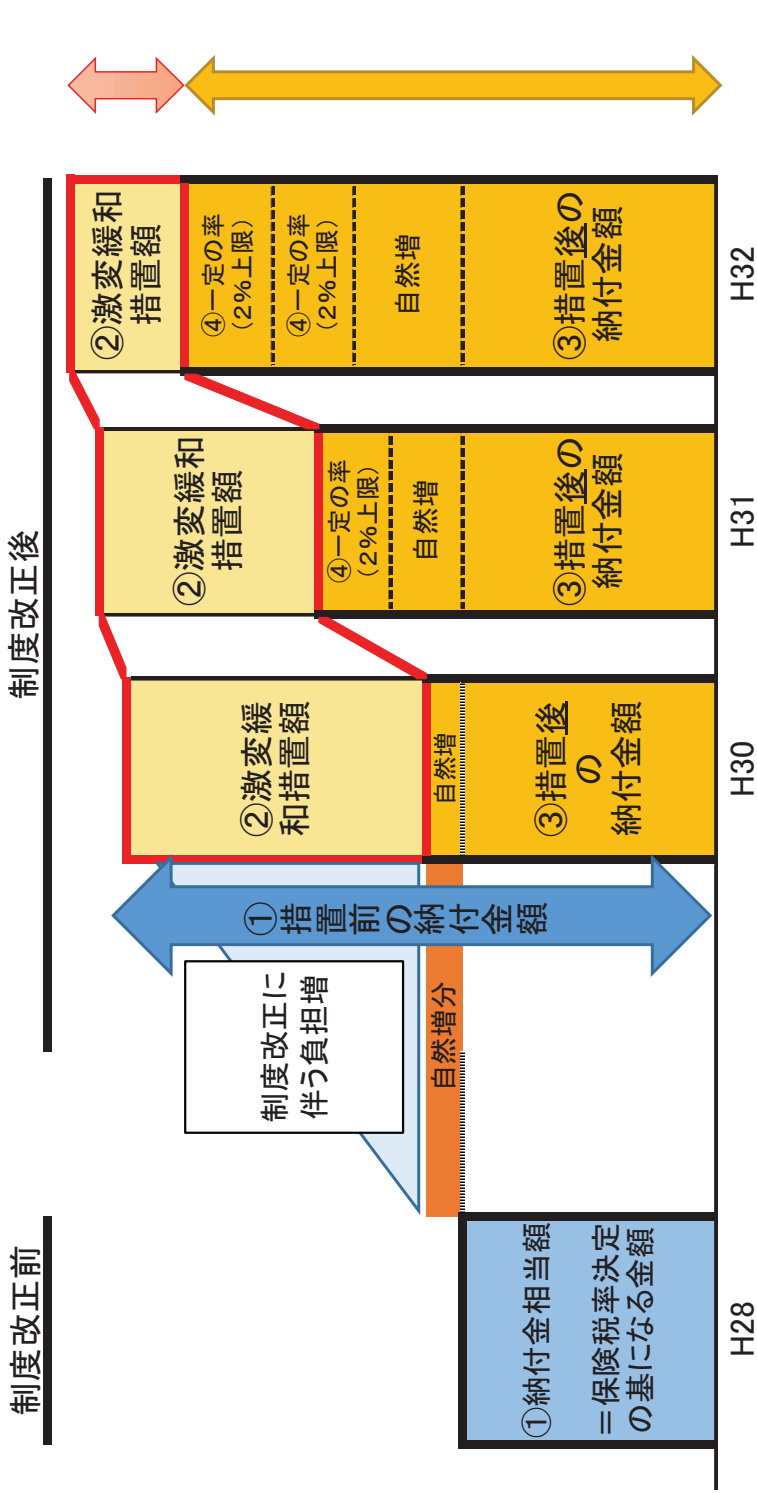 制度改正前
制度改正後
①納付金相当額
＝保険税率決定
の基になる金額
H28
制度改正に
伴う負担増
自然増分
①措置前の納付金額
②激変緩
和措置額
自然増
③措置後
の
納付金額
H30
②激変緩和
措置額
④一定の率
（2%上限）
自然増
③措置後の
納付金額
H31
②激変緩和
措置額
④一定の率
（2%上限）
④一定の率
（2%上限）
自然増
③措置後の
納付金額
H32